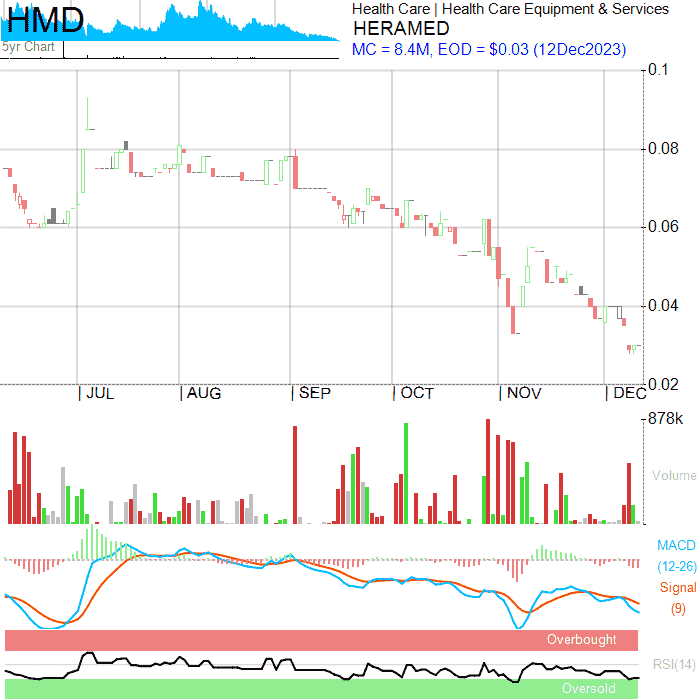 HMD
5yr Chart
Health Care | Health Care Equipment & Services
HERAMED
MC = 8.4M, EOD = $0.03 (12Dec2023)
0.1
0.08
0.06
0.04
0.02
| JUL | AUG | SEP | OCT | NOV | DEC
878k
Volume
MACD
(12-26)
Signal
(9)
Overbought
RSI(14)
Oversold